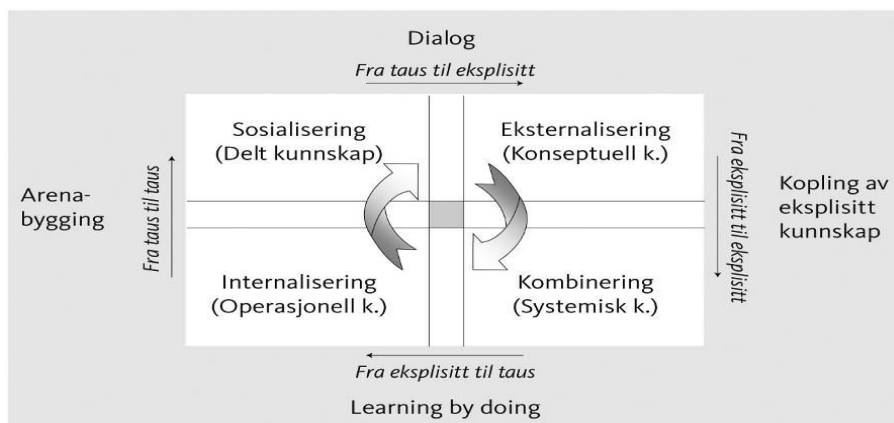 Dialog
Fra taus til eksplisitt
Sosialisering
(Delt kunnskap)
Eksternalisering
(Konseptuell k.)
Arena-
bygging
Fra taus til taus
Fra eksplisitt til eksplisitt
Kopling av
eksplisitt
kunnskap
Internalisering
(Operasjonell k.)
Kombinering
(Systemisk k.)
Fra eksplisitt til taus
Learning by doing